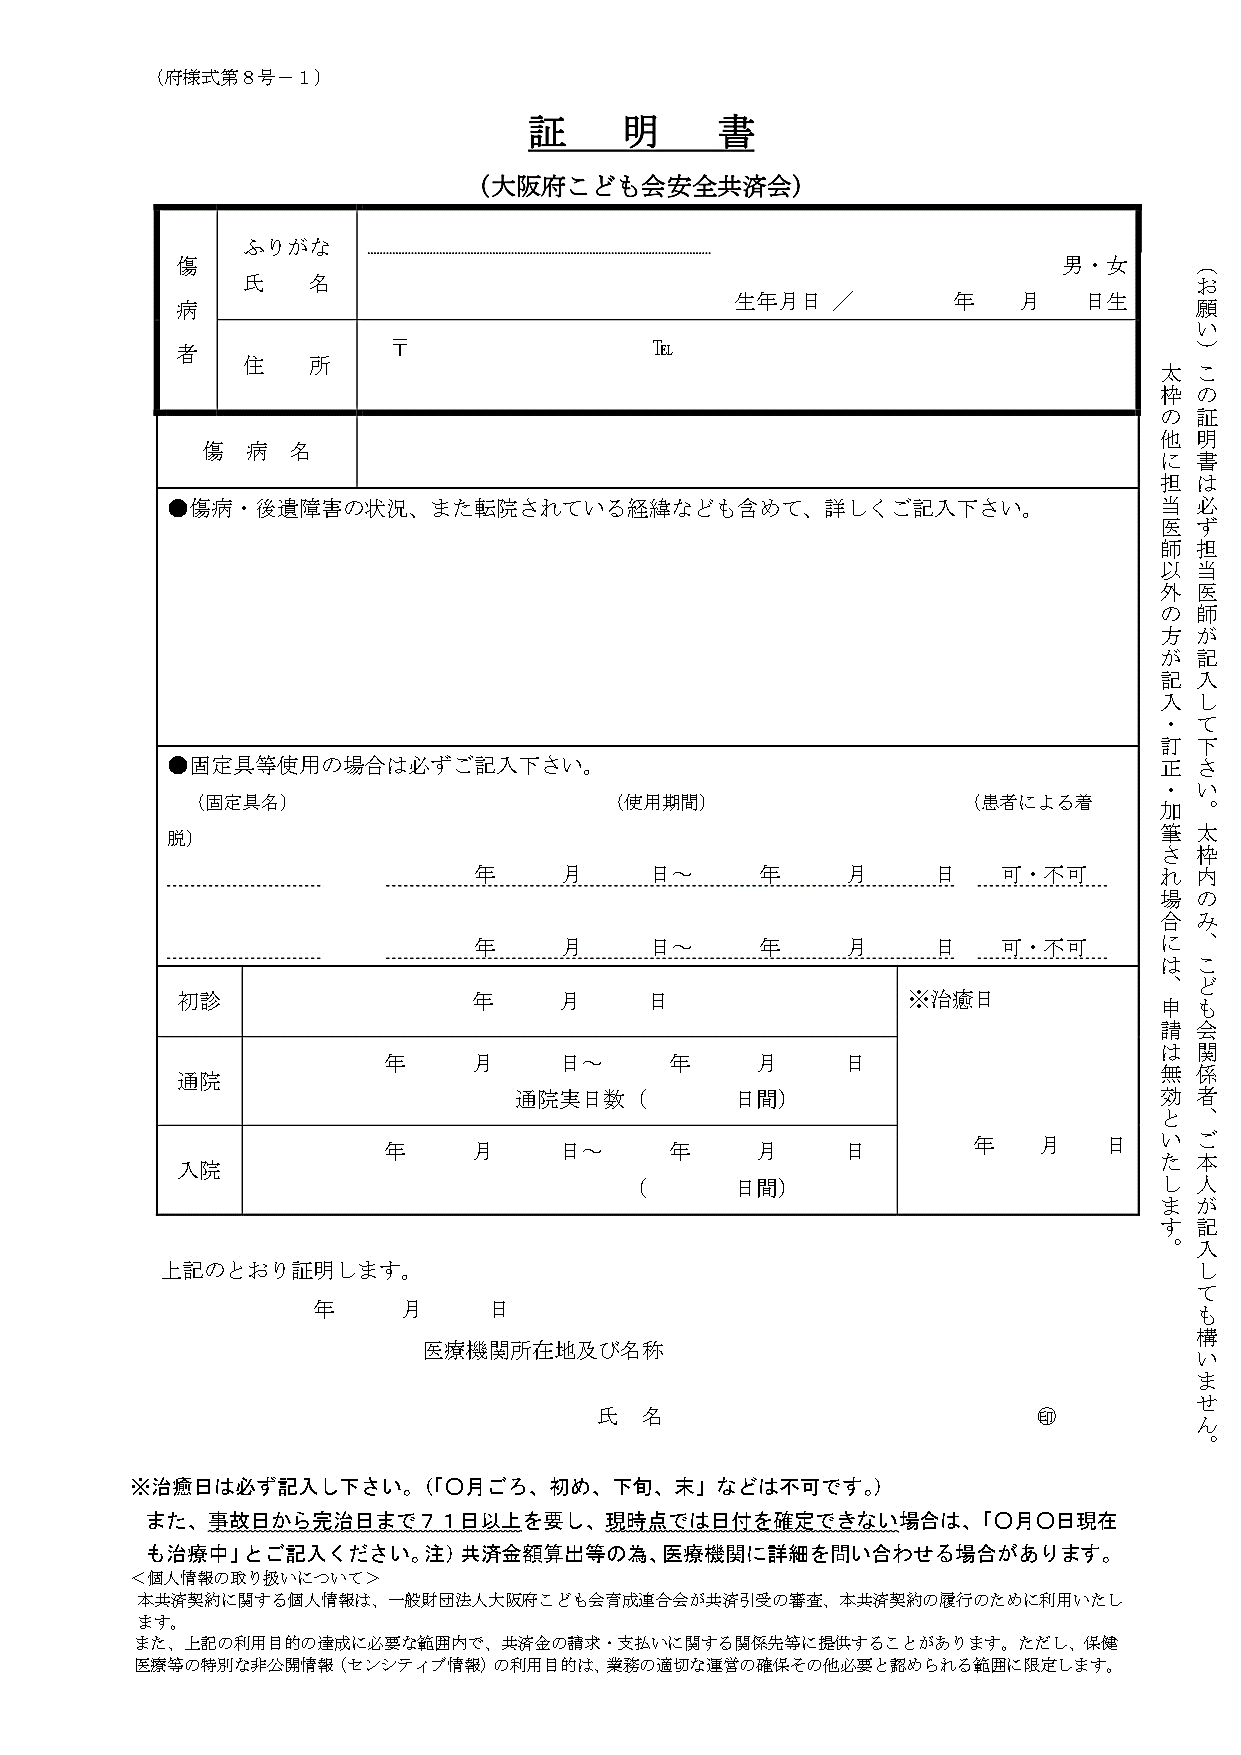 （府様式第８号－１）
証　明　書
（大阪府こども会安全共済会）
傷病者
ふりがな
氏　　名
男・女
生年月日 ／　　　　年　　月　　日生
住　　所
〒　　　　　　　　　　　℡
傷　病　名
●傷病・後遺障害の状況、また転院されている経緯なども含めて、詳しくご記入下さい。
●固定具等使用の場合は必ずご記入下さい。
（固定具名）　　　　　　（使用期間）　　　　　　（患者による着
脱）
年　　　月　　　日～　　　年　　　月　　　日　　可・不可
年　　　月　　　日～　　　年　　　月　　　日　　可・不可
初診
年　　　月　　　日
※治癒日
通院
年　　　月　　　日～　　　年　　　月　　　日
通院実日数（　　　　日間）
入院
年　　　月　　　日～　　　年　　　月　　　日
（　　　　日間）
年　　月　　日
（お願い）この証明書は必ず担当医師が記入して下さい。太枠内のみ、こども会関係者、ご本人が記入しても構いません。
太枠の他に担当医師以外の方が記入・訂正・加筆され場合には、申請は無効といたします。
上記のとおり証明します。
年　　　月　　　日
医療機関所在地及び名称
氏　名　　　　　　　　　　㊞
※治癒日は必ず記入し下さい。（「〇月ごろ、初め、下旬、末」などは不可です。）
また、事故日から完治日まで７１日以上を要し、現時点では日付を確定できない場合は、「〇月〇日現在
も治療中」とご記入ください。注）共済金額算出等の為、医療機関に詳細を問い合わせる場合があります。
＜個人情報の取り扱いについて＞
本共済契約に関する個人情報は、一般財団法人大阪府こども会育成連合会が共済引受の審査、本共済契約の履行のために利用いたし
ます。
また、上記の利用目的の達成に必要な範囲内で、共済金の請求・支払いに関する関係先等に提供することがあります。ただし、保健
医療等の特別な非公開情報（センシティブ情報）の利用目的は、業務の適切な運営の確保その他必要と認められる範囲に限定します。